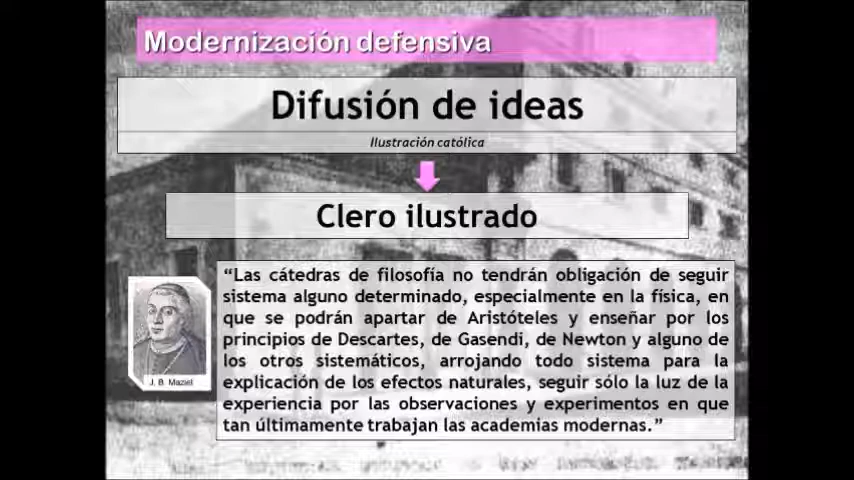 Modernización defensiva
Difusión de ideas
Ilustración católica
Clero ilustrado
“Las cátedras de filosofía no tendrán obligación de seguir
sistema alguno determinado, especialmente en la física, en
que se podrán apartar de Aristóteles y enseñar por los
principios de Descartes, de Gasendi, de Newton y alguno de
los otros sistemáticos, arrojando todo sistema para la
explicación de los efectos naturales, seguir sólo la luz de la
experiencia por las observaciones y experimentos en que
tan últimamente trabajan las academias modernas.”
J. B. Maziel